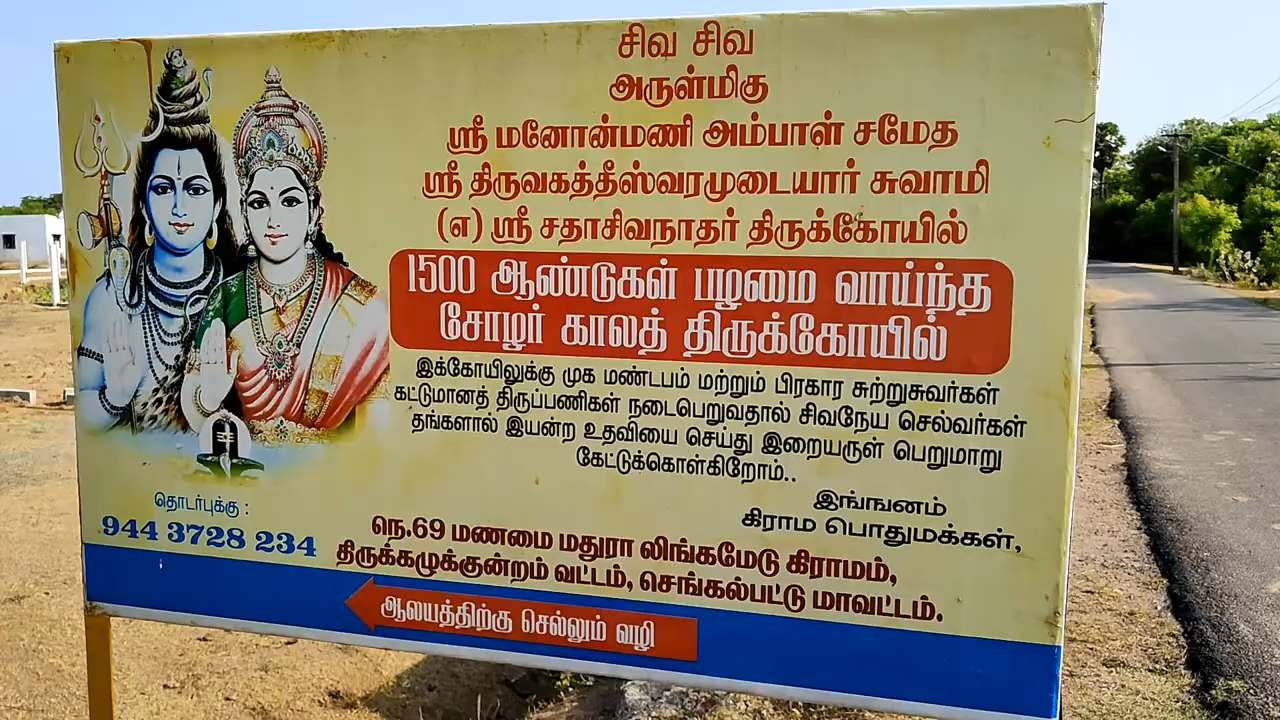 சிவ சிவ
அருள்மிகு
ஸ்ரீ மனோன்மணி அம்பாள் சமேத
ஸ்ரீ திருவகத்தீஸ்வரமுடையார் சுவாமி
(எ) ஸ்ரீ சதாசிவநாதர் திருக்கோயில்
1500 ஆண்டுகள் பழமை வாய்ந்த
சோழர் காலத் திருக்கோயில்
இக்கோயிலுக்கு முக மண்டபம் மற்றும் பிரகார சுற்றுசுவர்கள்
கட்டுமானத் திருப்பணிகள் நடைபெறுவதால் சிவநேய செல்வர்கள்
தங்களால் இயன்ற உதவியை செய்து இறையருள் பெறுமாறு
கேட்டுக்கொள்கிறோம்..
இங்ஙனம்
கிராம பொதுமக்கள்,
தொடர்புக்கு :
944 3728 234
நெ.69 மணமை மதுரா லிங்கமேடு கிராமம்,
திருக்கழுக்குன்றம் வட்டம், செங்கல்பட்டு மாவட்டம்.
ஆலயத்திற்கு செல்லும் வழி